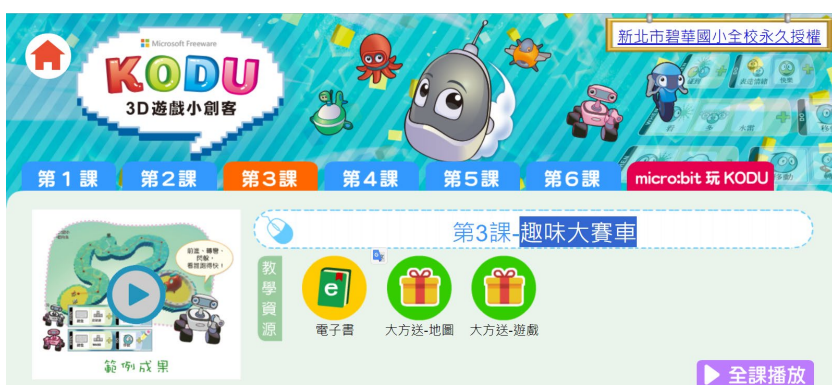 新北市碧華國小全校永久授權
Microsoft Freeware
KODU
3D遊戲小創客
第1課
第2課
第3課
第4課
第5課
第6課
micro:bit 玩 KODU
第3課-趣味大賽車
前進、轉彎、
教學資源
電子書
大方送-地圖
大方送-遊戲
範例成果
全課播放